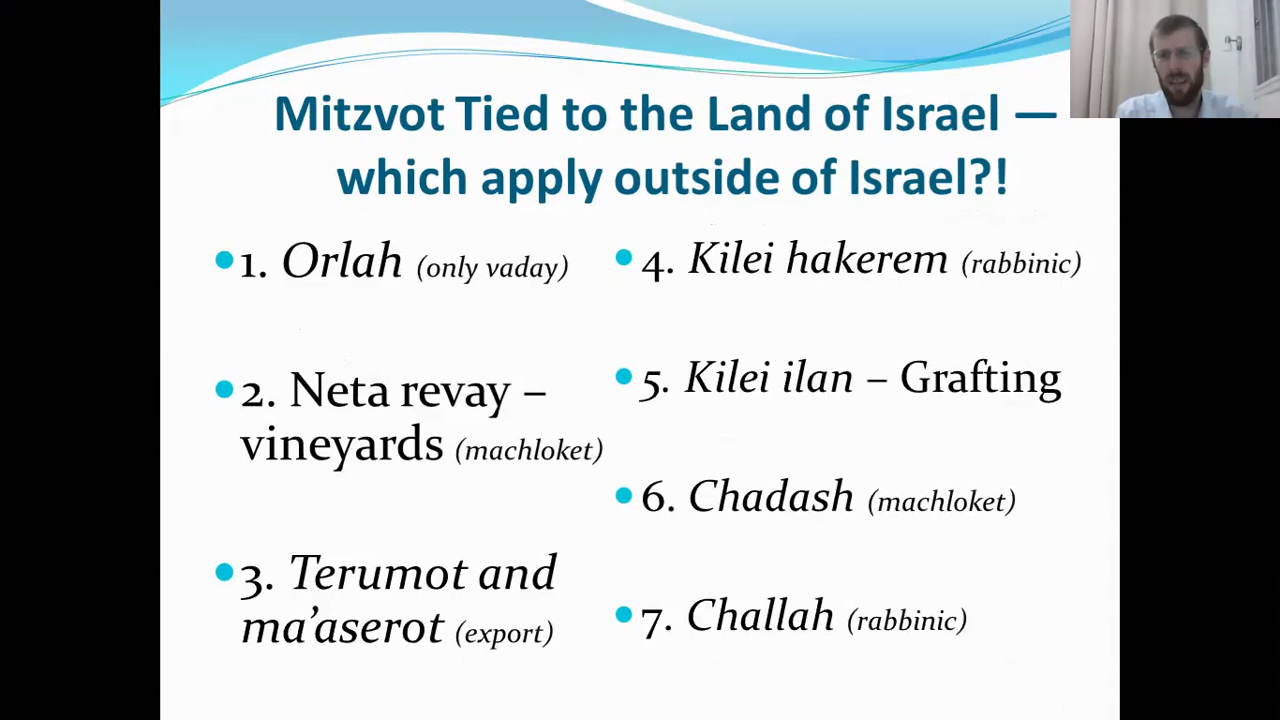 Mitzvot Tied to the Land of Israel —
which apply outside of Israel?!
•1. Orlah (only vaday)
•2. Neta revay –
vineyards (machloket)
•3. Terumot and
ma’aserot (export)
•4. Kilei hakerem (rabbinic)
•5. Kilei ilan – Grafting
•6. Chadash (machloket)
•7. Challah (rabbinic)